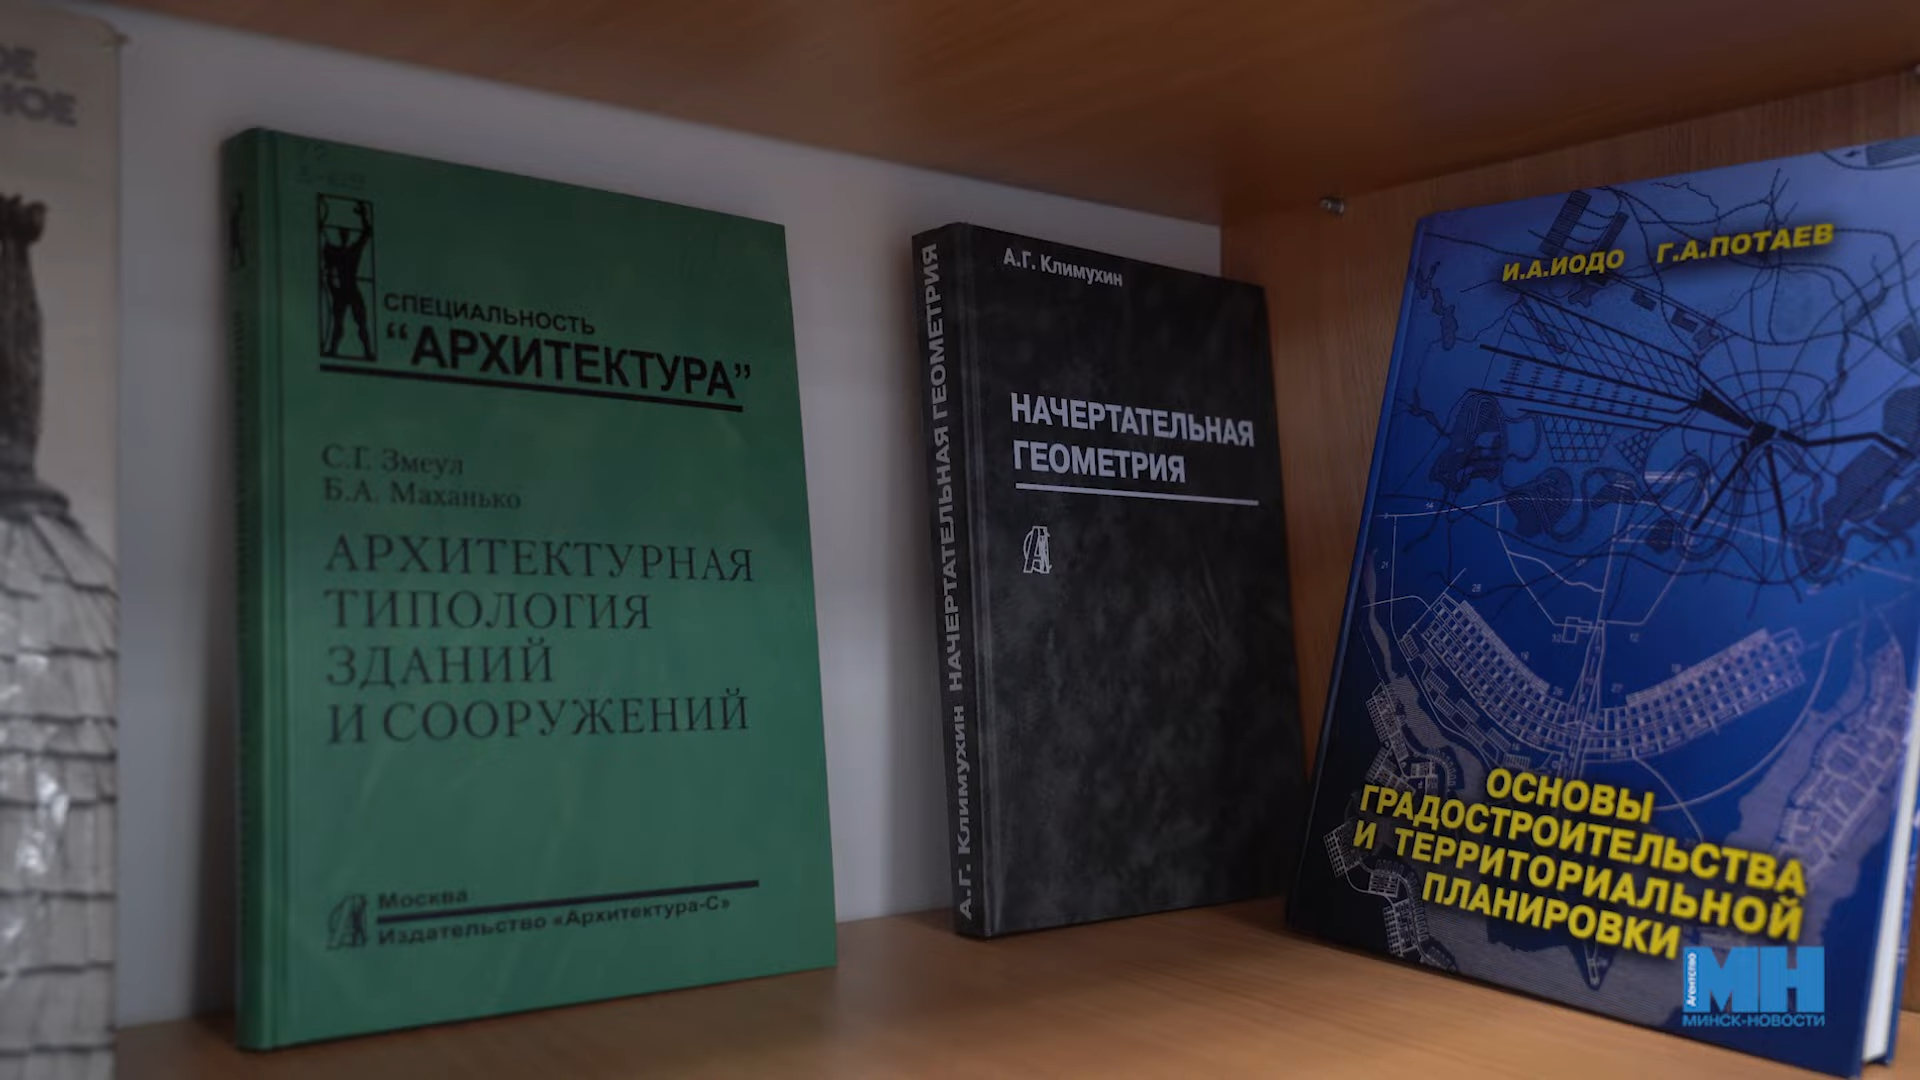 СПЕЦИАЛЬНОСТЬ
“АРХИТЕКТУРА”
С.Г. Змеул
Б.А. Маханько
АРХИТЕКТУРНАЯ
ТИПОЛОГИЯ
ЗДАНИЙ
И СООРУЖЕНИЙ
Москва
Издательство «Архитектура-С»
А.Г. Климухин НАЧЕРТАТЕЛЬНАЯ ГЕОМЕТРИЯ
А.Г. Климухин
НАЧЕРТАТЕЛЬНАЯ
ГЕОМЕТРИЯ
И.А.ИОДО Г.А.ПОТАЕВ
ОСНОВЫ
ГРАДОСТРОИТЕЛЬСТВА
И ТЕРРИТОРИАЛЬНОЙ
ПЛАНИРОВКИ
Агентство
МН
МИНСК-НОВОСТИ